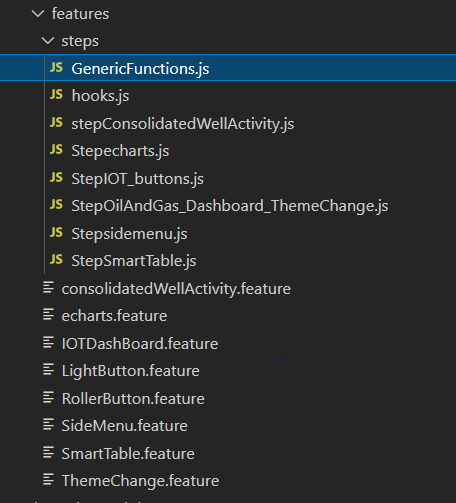 features
steps
JS GenericFunctions.js
JS hooks.js
JS stepConsolidatedWellActivity.js
JS Stepecharts.js
JS StepIOT_buttons.js
JS StepOilAndGas_Dashboard_ThemeChange.js
JS Stepsidemenu.js
JS StepSmartTable.js
consolidatedWellActivity.feature
echarts.feature
IOTDashBoard.feature
LightButton.feature
RollerButton.feature
SideMenu.feature
SmartTable.feature
ThemeChange.feature